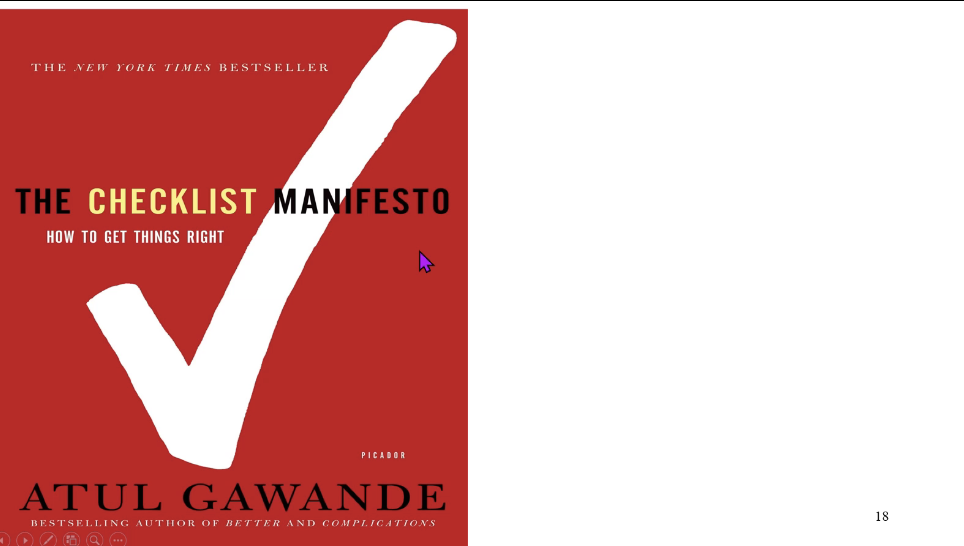 THE NEW YORK TIMES BESTSELLER
THE CHECKLIST MANIFESTO
HOW TO GET THINGS RIGHT
PICADOR
ATUL GAWANDE
BESTSELLING AUTHOR OF BETTER AND COMPLICATIONS
18